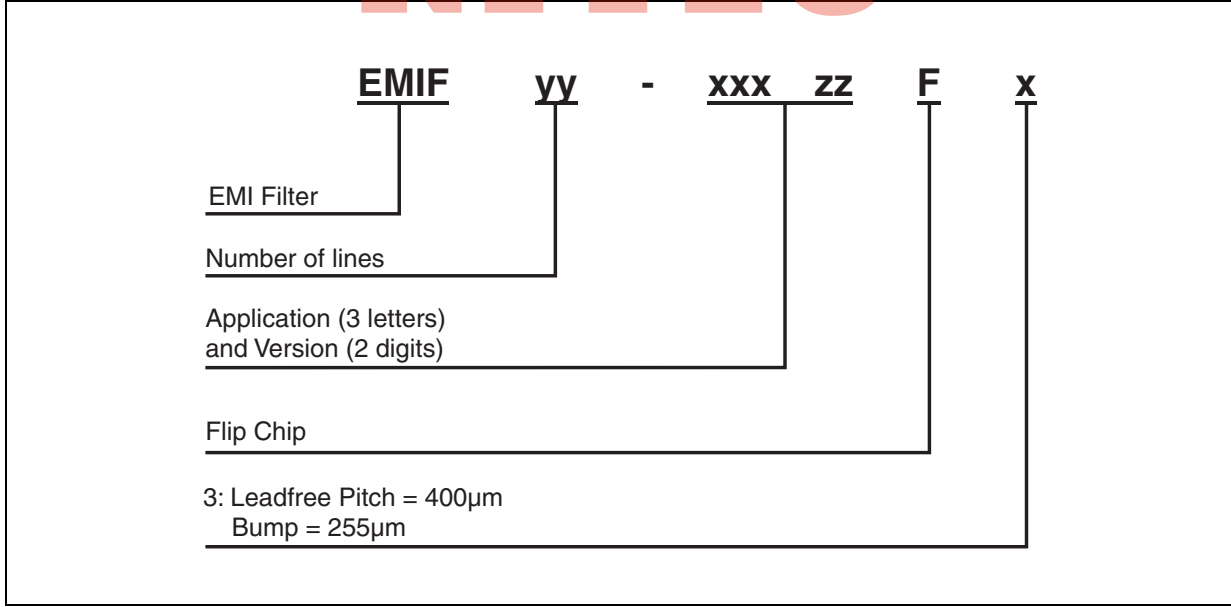 EMIF yy - xxx zz F x
EMI Filter
Number of lines
Application (3 letters)
and Version (2 digits)
Flip Chip
3: Leadfree Pitch = 400µm
Bump = 255µm